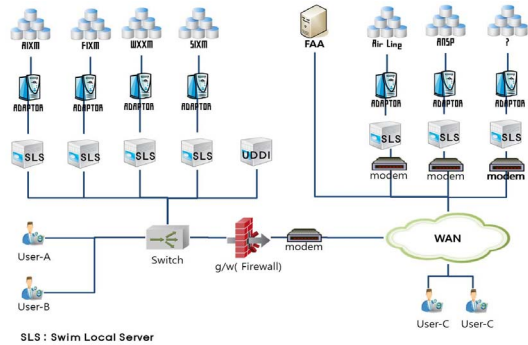 AIXM FIXM WXXM SIXM FAA Air Ling ANSP ?
ADAPTOR ADAPTOR ADAPTOR ADAPTOR ADAPTOR ADAPTOR ADAPTOR
SLS SLS SLS SLS UDDI SLS SLS SLS
modem modem modem
User-A
Switch
g/w( Firewall)
modem
WAN
User-B
User-C User-C
SLS : Swim Local Server